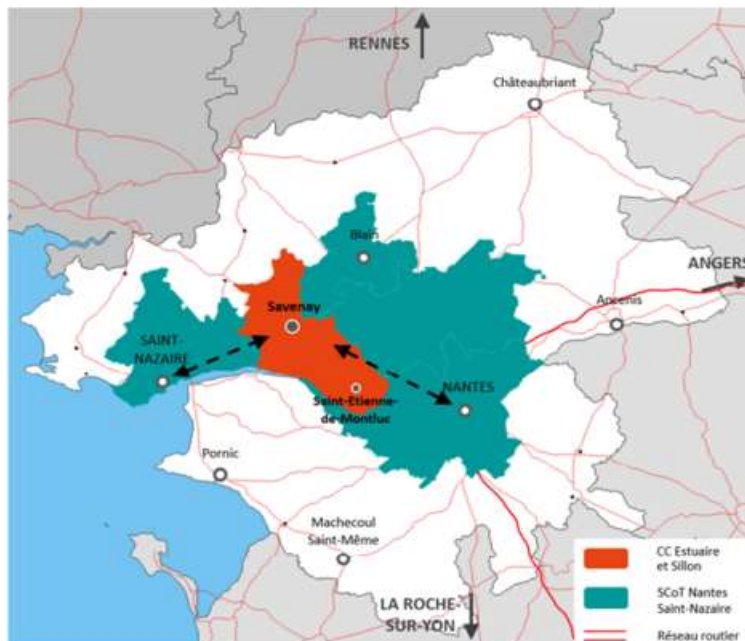 RENNES
Châteaubriant
Blain
ANGERS
Ancenis
Savenay
SAINT-
NAZAIRE
NANTES
Saint-Etienne-
de-Montluc
Pornic
Machecoul
Saint-Même
LA ROCHE-
SUR-YON
CC Estuaire
et Sillon
SCoT Nantes
Saint-Nazaire
Réseau routier